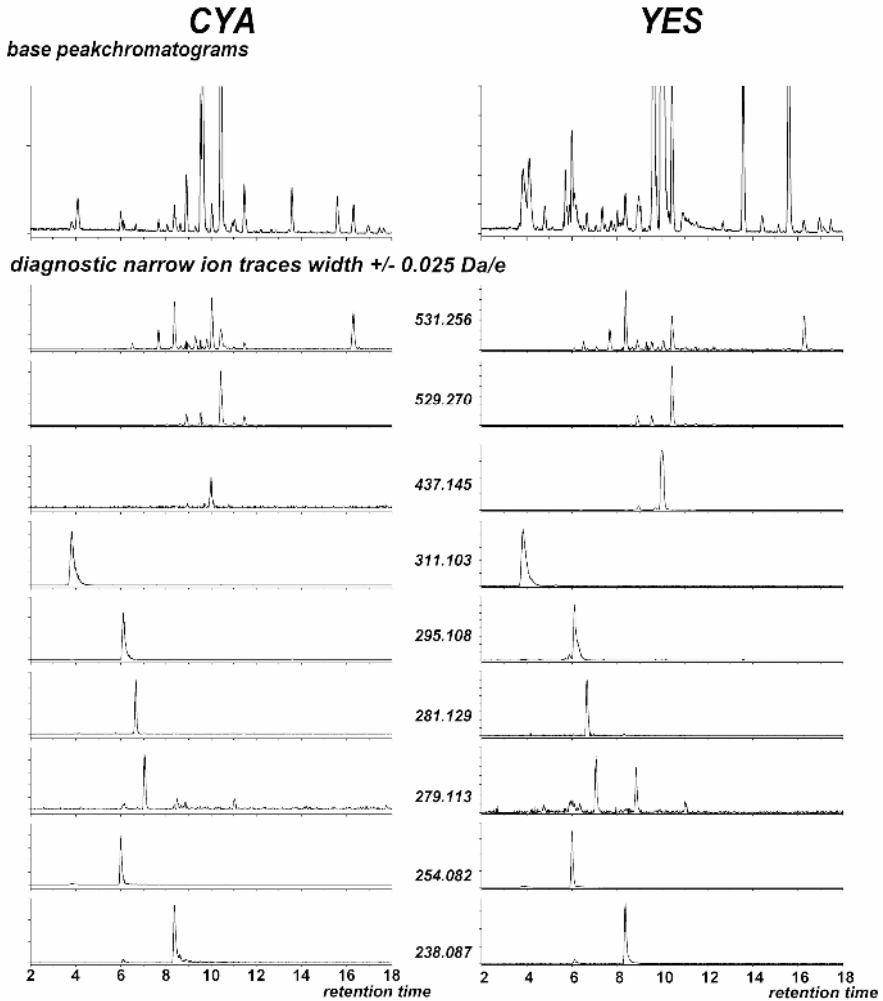 CYA YES
base peakchromatograms
18
diagnostic narrow ion traces width +/- 0.025 Da/e
531.256
529.270
437.145
311.103
295.108
281.129
279.113
254.082
238.087
2 4 6 8 10 12 14 16 18 2 4 6 8 10 12 14 16 18
retention time retention time